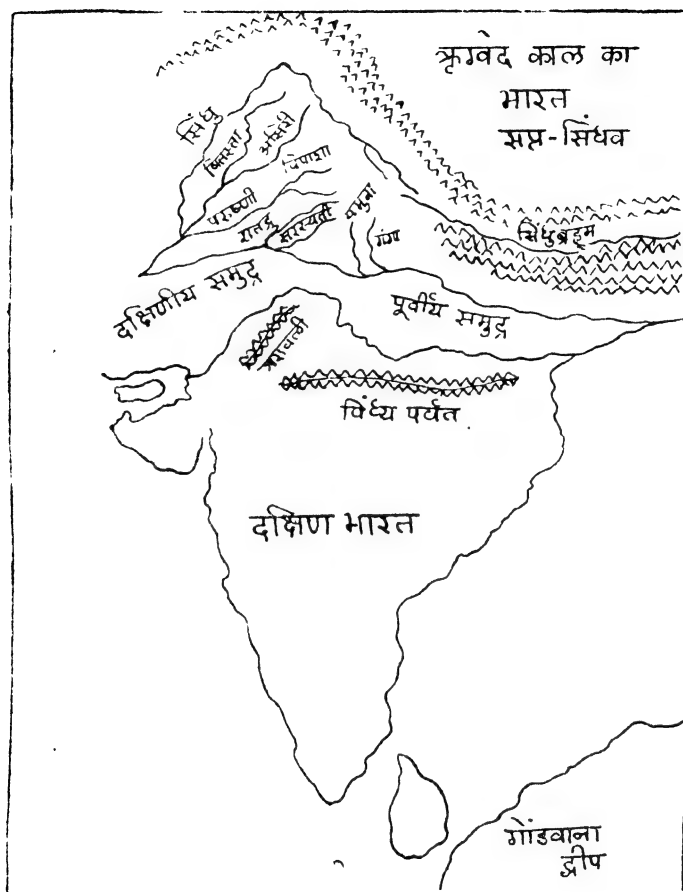 ऋग्वेद काल का
भारत
सप्त-सिंधव
सिंधु
वितस्ता
असिंरी
विपाशा
परुष्णी
शतद्रु
सरस्वती
यमुना
गंगा
सिंधुब्रह्म
दक्षिणीय समुद्र
पूर्वीय समुद्र
अरावली
विंध्य पर्वत
दक्षिण भारत
गोंडवाना
द्वीप